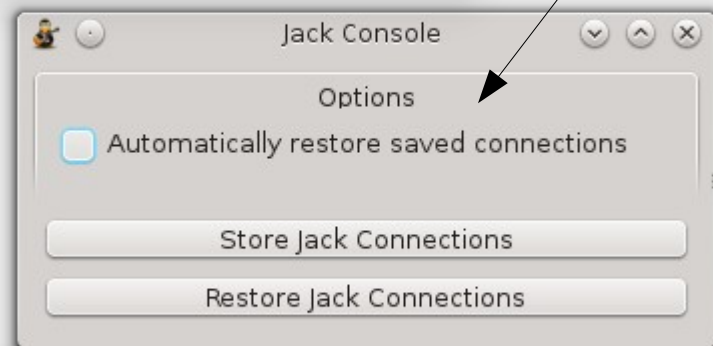 Jack Console
Options
Automatically restore saved connections
Store Jack Connections
Restore Jack Connections